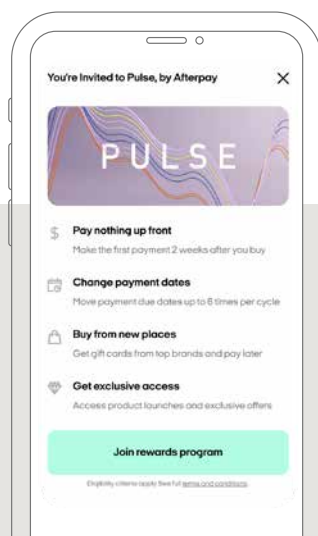 You're Invited to Pulse, by Afterpay
PULSE
Pay nothing up front
Make the first payment 2 weeks after you buy
Change payment dates
Move payment due dates up to 6 times per cycle
Buy from new places
Get gift cards from top brands and pay later
Get exclusive access
Access product launches and exclusive offers
Join rewards program
Eligibility criteria apply See full terms and conditions.